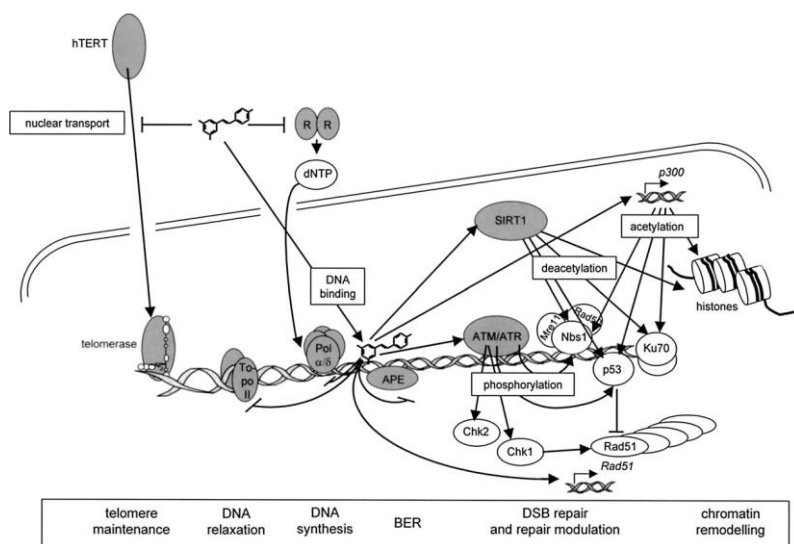 hTERT
nuclear transport
R R
dNTP
p300
acetylation
SIRT1
deacetylation
DNA
binding
histones
telomerase
To-
po
II
Pol
α/δ
APE
ATM/ATR
Mre11
Rad50
Nbs1
Ku70
p53
phosphorylation
Chk2
Chk1
Rad51
Rad51
telomere
maintenance
DNA
relaxation
DNA
synthesis
BER
DSB repair
and repair modulation
chromatin
remodelling